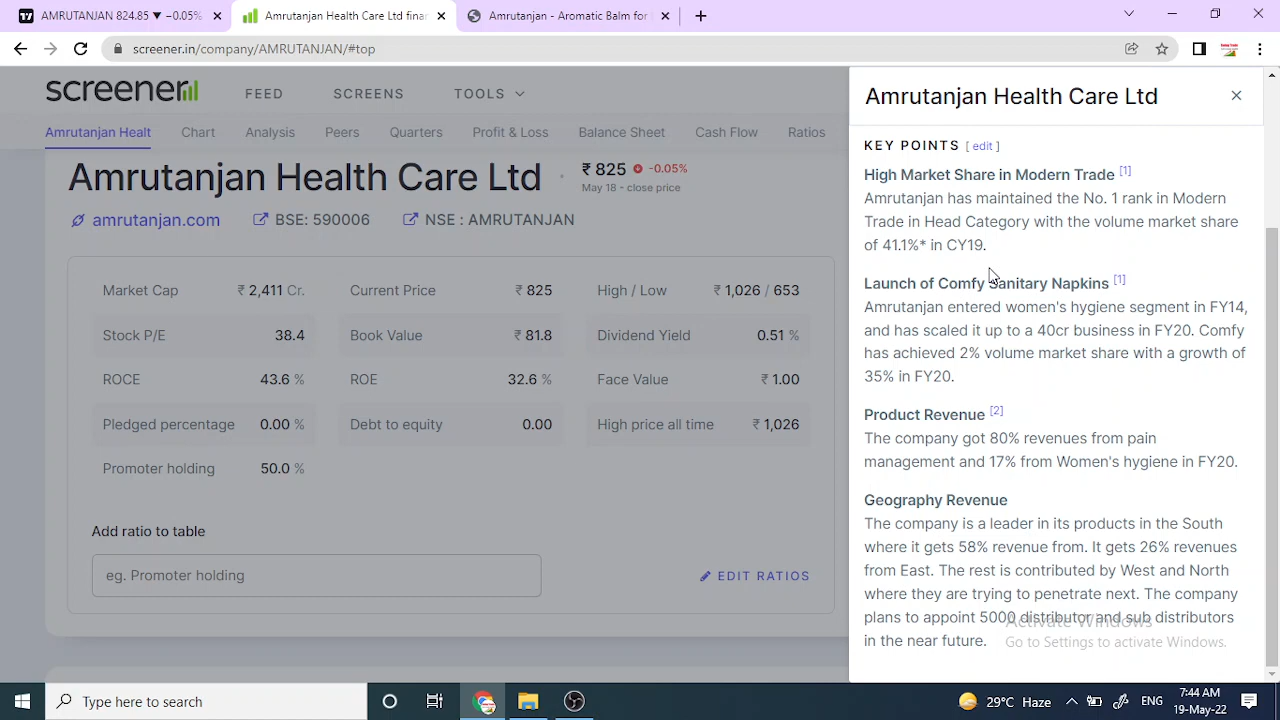 AMRUTANJAN 824.85 ▼ −0.05%
Amrutanjan Health Care Ltd finan
Amrutanjan - Aromatic Balm for
screener.in/company/AMRUTANJAN/#top
screener
FEED
SCREENS
TOOLS
Amrutanjan Healt
Chart
Analysis
Peers
Quarters
Profit & Loss
Balance Sheet
Cash Flow
Ratios
Amrutanjan Health Care Ltd
₹ 825 -0.05%
May 18 - close price
amrutanjan.com
BSE: 590006
NSE : AMRUTANJAN
Market Cap ₹ 2,411 Cr.
Current Price ₹ 825
High / Low ₹ 1,026 / 653
Stock P/E 38.4
Book Value ₹ 81.8
Dividend Yield 0.51 %
ROCE 43.6 %
ROE 32.6 %
Face Value ₹ 1.00
Pledged percentage 0.00 %
Debt to equity 0.00
High price all time ₹ 1,026
Promoter holding 50.0 %
Add ratio to table
eg. Promoter holding
EDIT RATIOS
Amrutanjan Health Care Ltd
KEY POINTS [ edit ]
High Market Share in Modern Trade [1]
Amrutanjan has maintained the No. 1 rank in Modern
Trade in Head Category with the volume market share
of 41.1%* in CY19.
Launch of Comfy Sanitary Napkins [1]
Amrutanjan entered women's hygiene segment in FY14,
and has scaled it up to a 40cr business in FY20. Comfy
has achieved 2% volume market share with a growth of
35% in FY20.
Product Revenue [2]
The company got 80% revenues from pain
management and 17% from Women's hygiene in FY20.
Geography Revenue
The company is a leader in its products in the South
where it gets 58% revenue from. It gets 26% revenues
from East. The rest is contributed by West and North
where they are trying to penetrate next. The company
plans to appoint 5000 distributor and sub distributors
in the near future.
Activate Windows
Go to Settings to activate Windows.
Type here to search
29°C Haze
ENG
7:44 AM
19-May-22